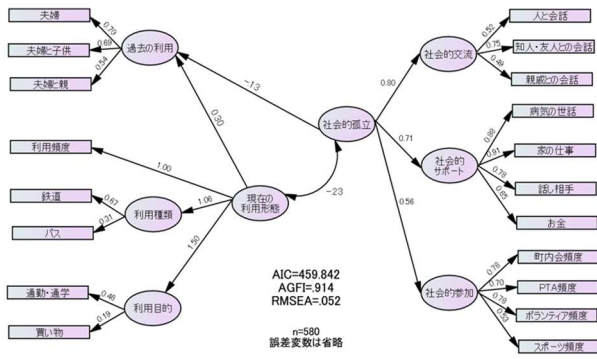 夫婦
夫婦と子供
夫婦と親
0.70
0.69
0.54
過去の利用
利用頻度
鉄道
バス
0.67
0.31
利用種類
通勤・通学
買い物
0.48
0.19
利用目的
1.00
1.06
1.50
現在の
利用形態
0.30
-13
-23
社会的孤立
0.80
0.71
0.56
社会的交流
0.52
0.75
0.49
人と会話
知人・友人との会話
親戚との会話
社会的
サポート
0.88
0.91
0.78
0.85
病気の世話
家の仕事
話し相手
お金
社会的参加
0.78
0.70
0.78
0.53
町内会頻度
PTA頻度
ボランティア頻度
スポーツ頻度
AIC=459.842
AGFI=.914
RMSEA=.052
n=580
誤差変数は省略